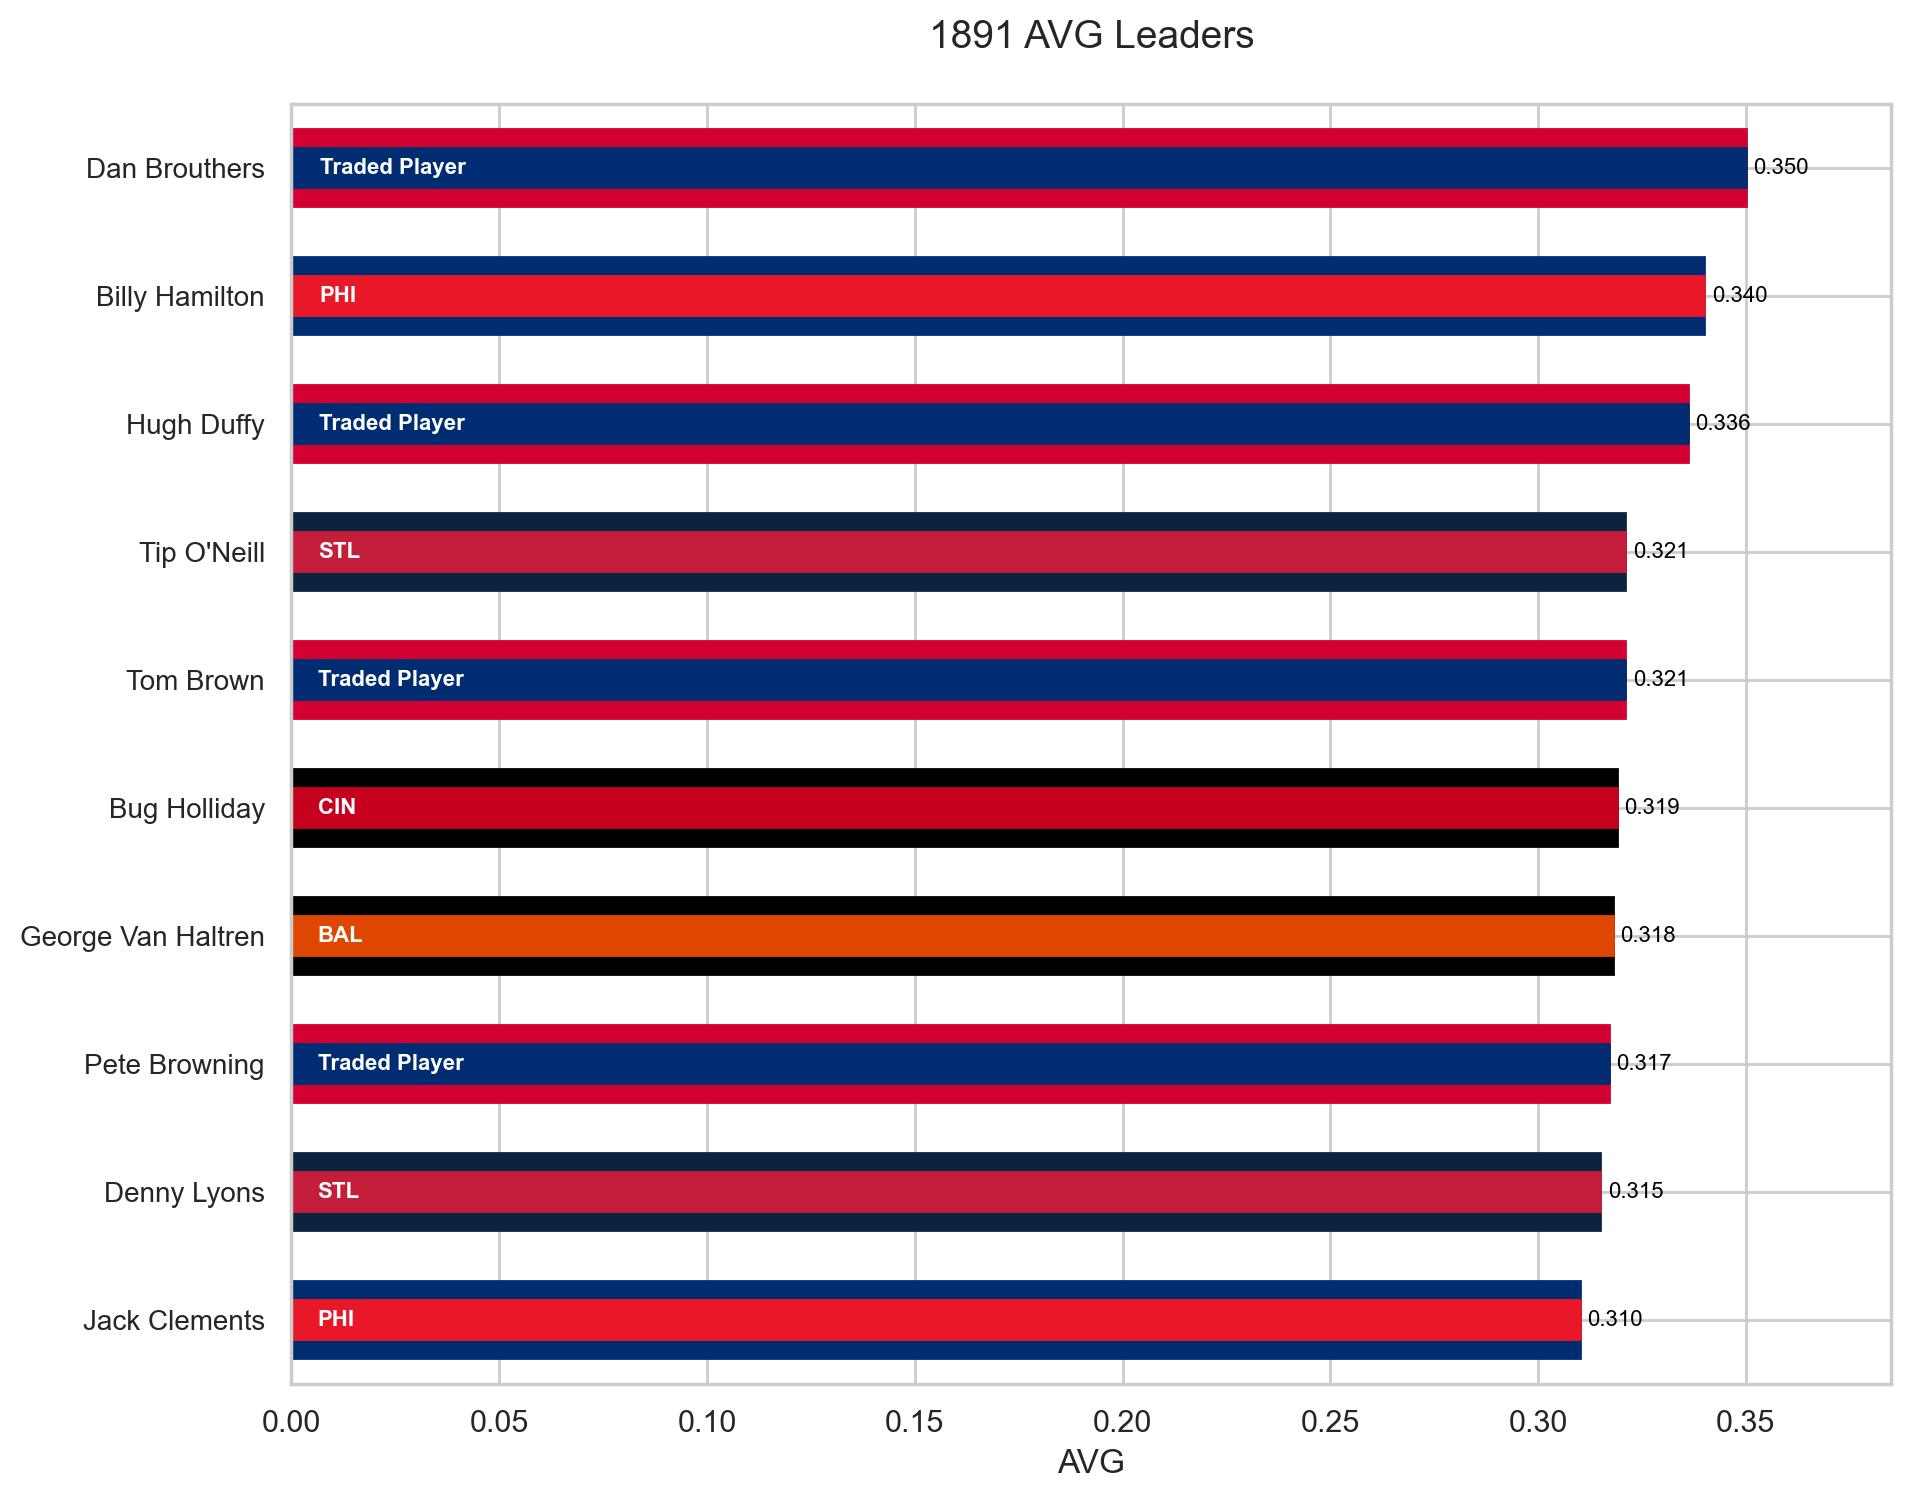 1891 AVG Leaders
Dan Brouthers Traded Player 0.350
Billy Hamilton PHI 0.340
Hugh Duffy Traded Player 0.336
Tip O'Neill STL 0.321
Tom Brown Traded Player 0.321
Bug Holliday CIN 0.319
George Van Haltren BAL 0.318
Pete Browning Traded Player 0.317
Denny Lyons STL 0.315
Jack Clements PHI 0.310
0.00 0.05 0.10 0.15 0.20 0.25 0.30 0.35
AVG